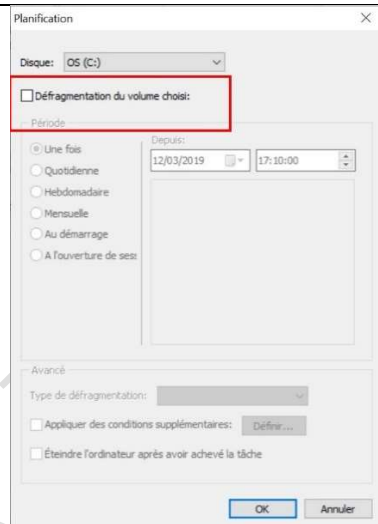 Planification
Disque: OS (C:)
Défragmentation du volume choisi:
Période
Une fois
Quotidienne
Hebdomadaire
Mensuelle
Au démarrage
A l'ouverture de sess
Depuis:
12/03/2019 17:10:00
Avancé
Type de défragmentation:
Appliquer des conditions supplémentaires: Définir...
Éteindre l'ordinateur après avoir achevé la tâche
OK Annuler